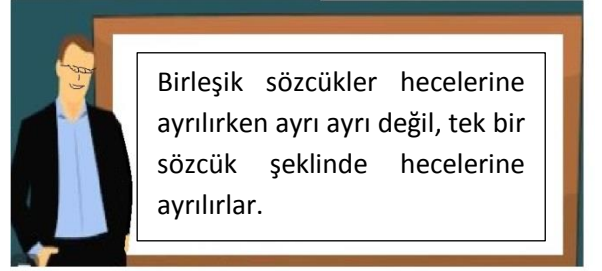 Birleşik sözcükler hecelerine
ayrılırken ayrı ayrı değil, tek bir
sözcük şeklinde hecelerine
ayrılırlar.